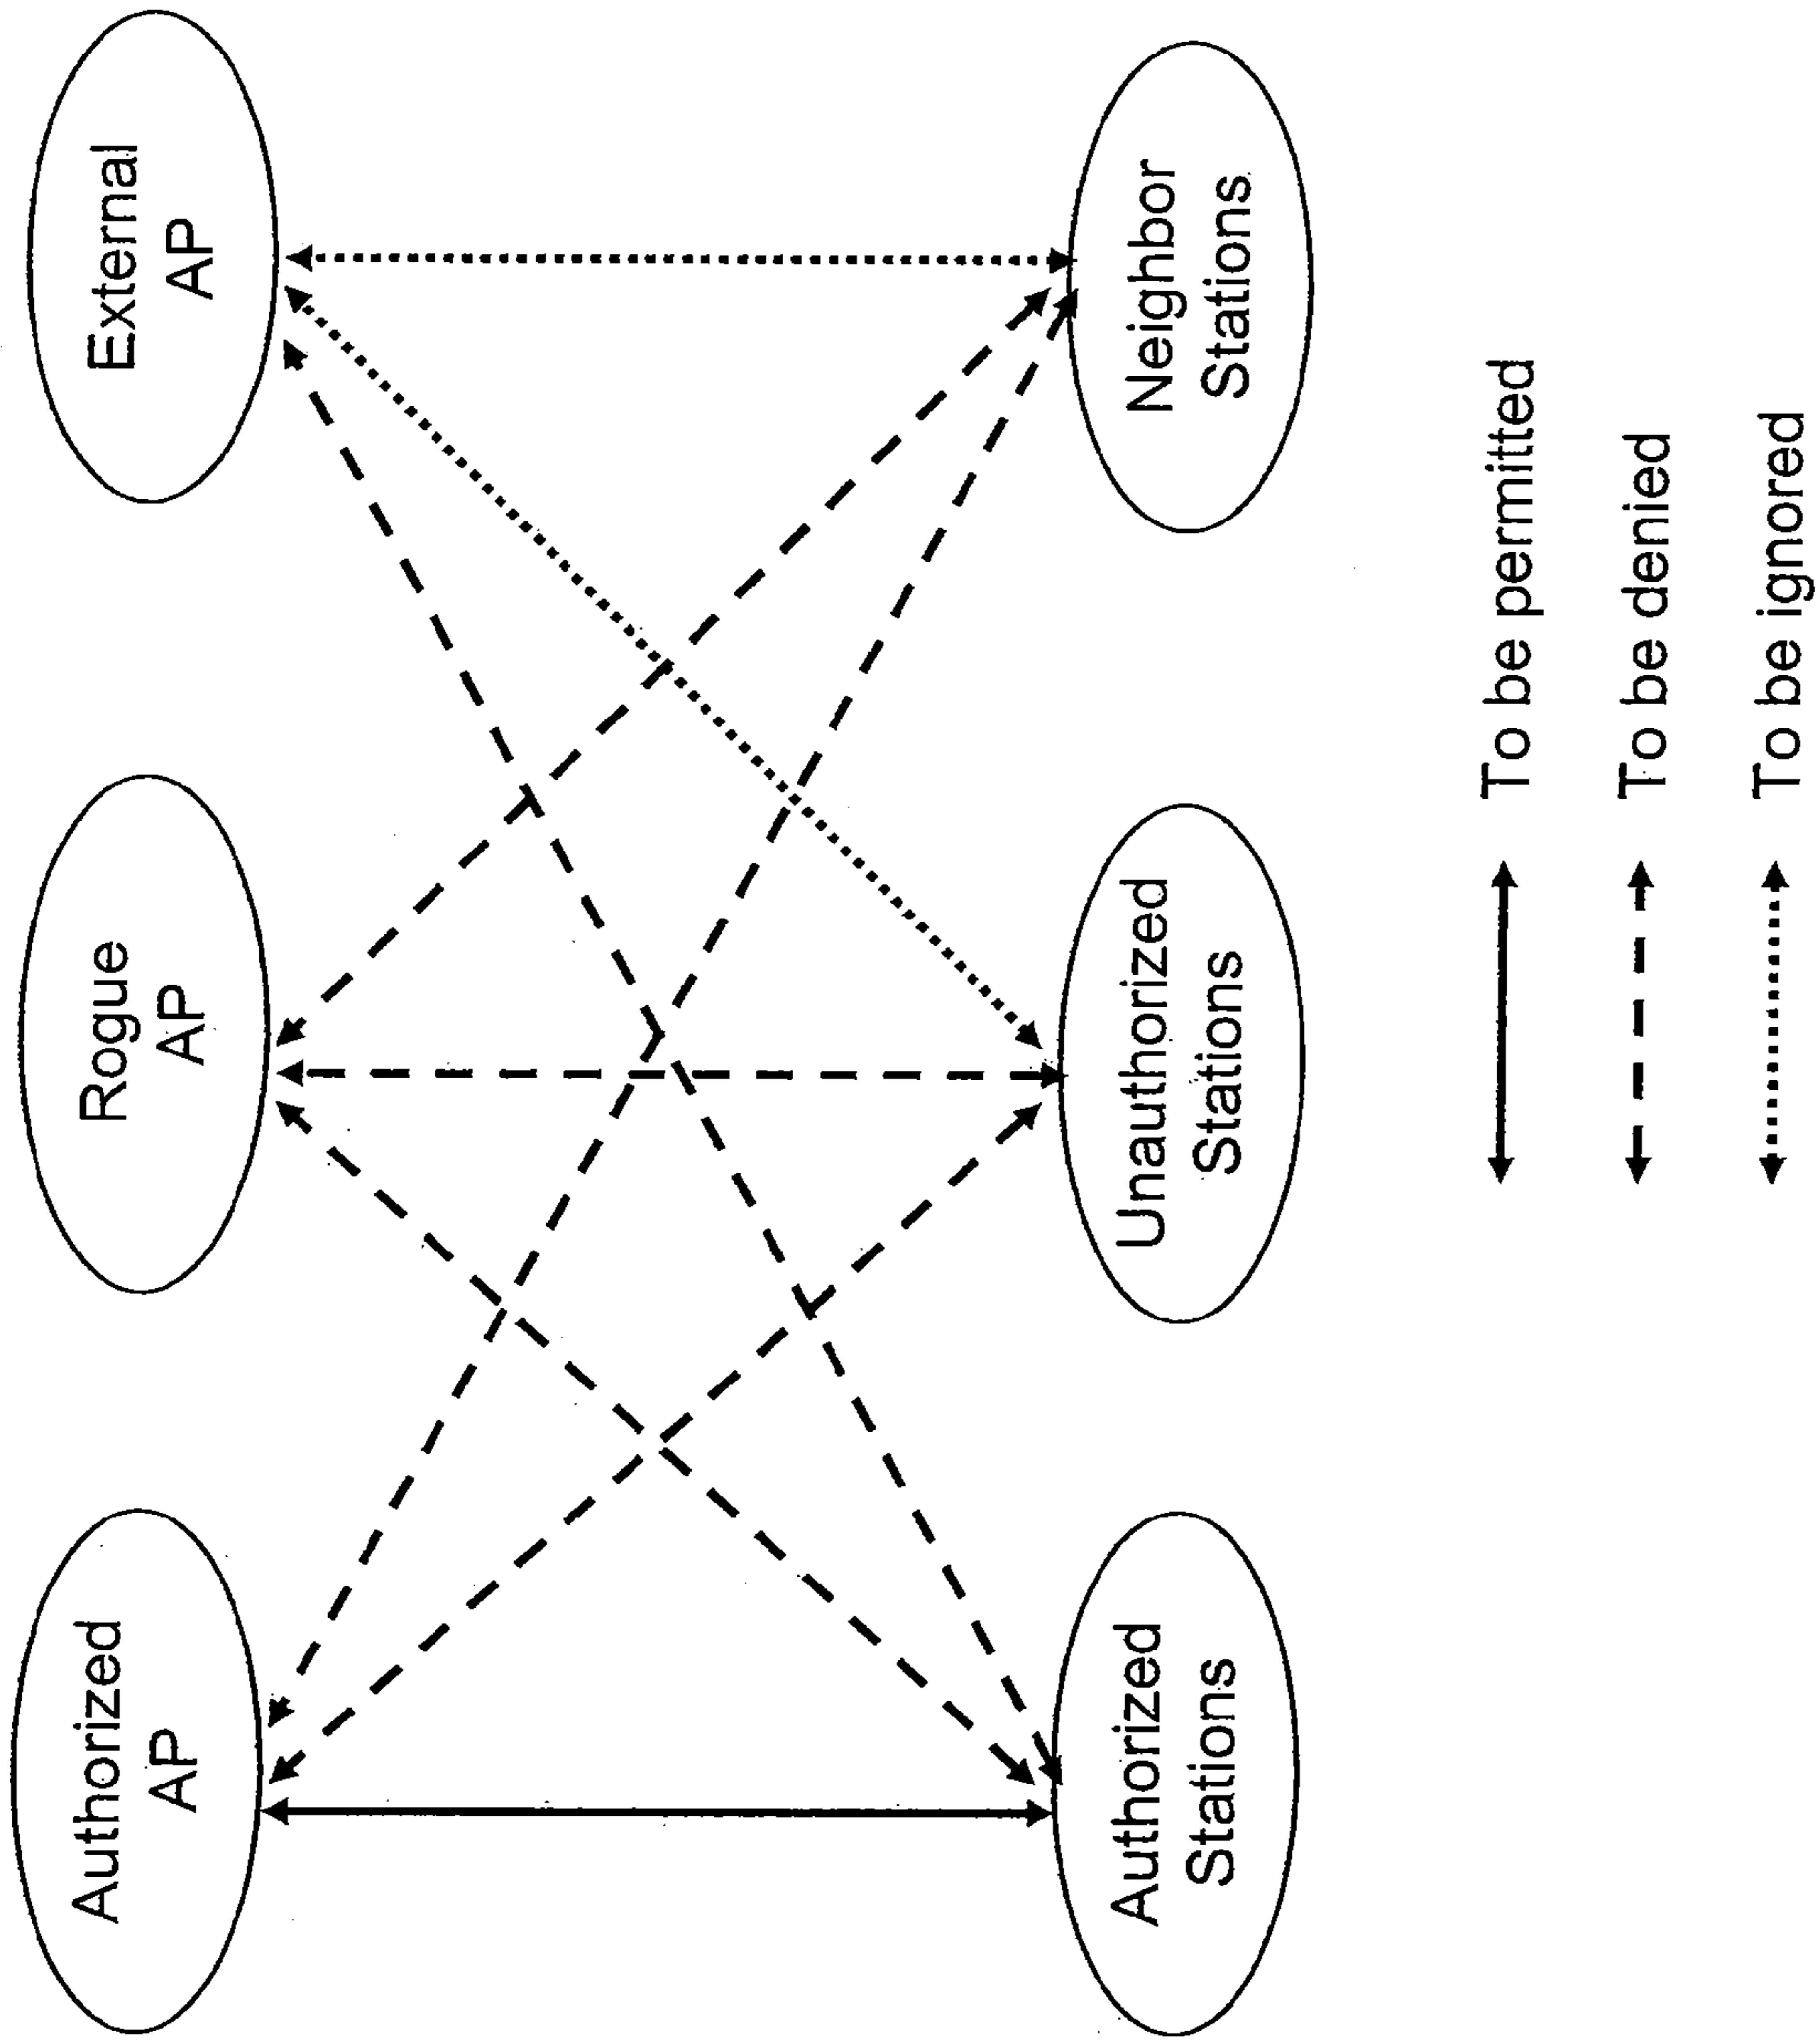 Authorized
AP
Rogue
AP
External
AP
Authorized
Stations
Unauthorized
Stations
Neighbor
Stations
To be permitted
To be denied
To be ignored